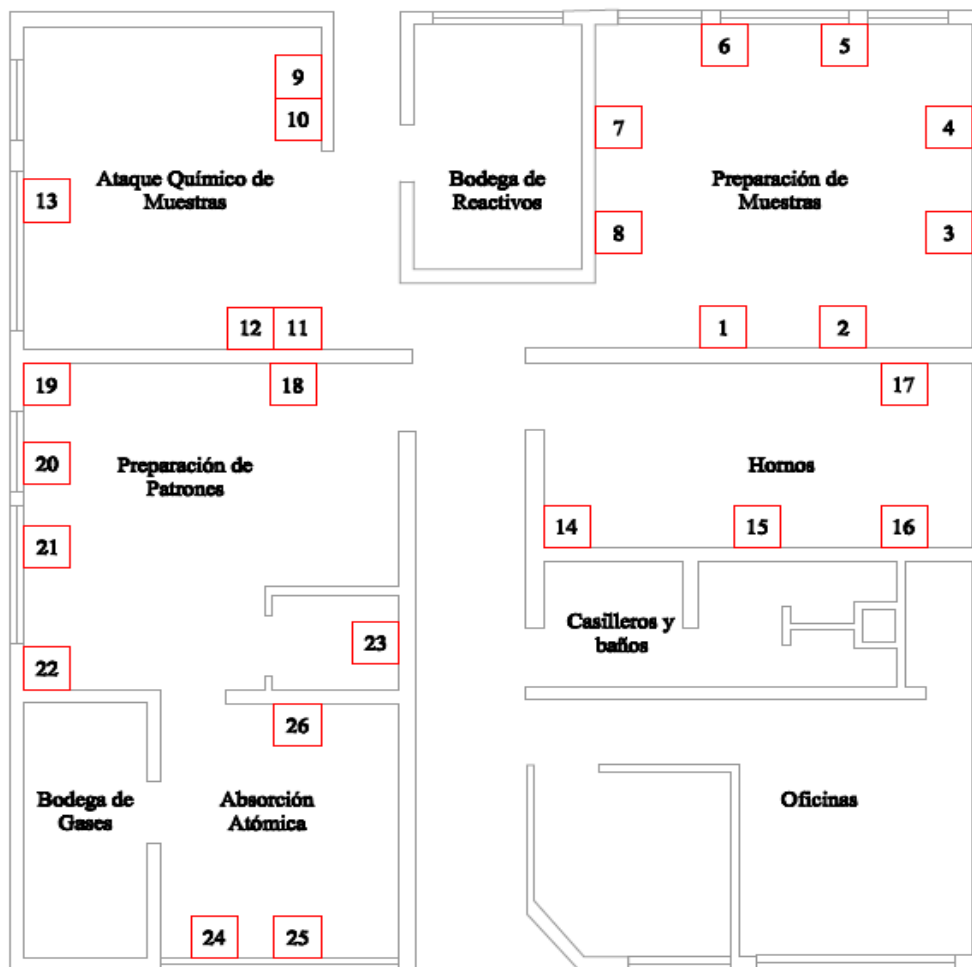 6
5
9
10
7
4
13
Ataque Químico de
Muestras
Bodega de
Reactivos
Preparación de
Muestras
8
3
12
11
1
2
19
18
17
20
Preparación de
Patrones
Hornos
21
14
15
16
22
23
Casilleros y
baños
26
Bodega de
Gases
Absorción
Atómica
Oficinas
24
25